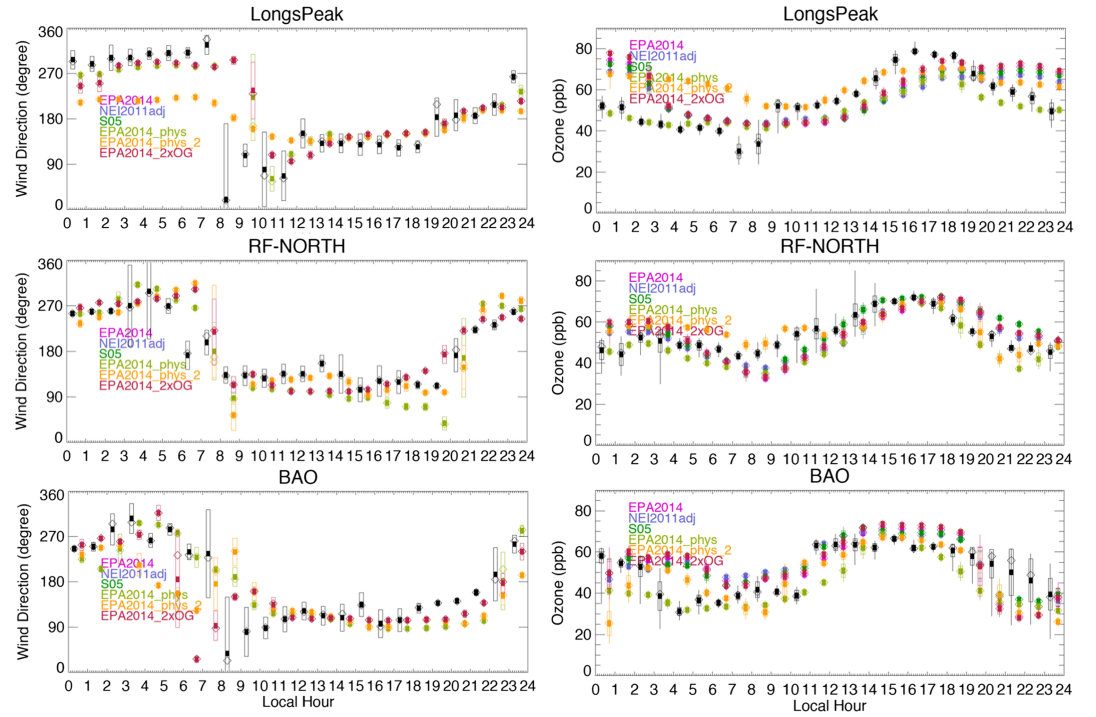 LongsPeak
Wind Direction (degree)
360
270
180
90
0
EPA2014
NEI2011adj
S05
EPA2014_phys
EPA2014_phys_2
EPA2014_2xOG
0 1 2 3 4 5 6 7 8 9 10 11 12 13 14 15 16 17 18 19 20 21 22 23 24
LongsPeak
Ozone (ppb)
80
60
40
20
0
EPA2014
NEI2011adj
S05
EPA2014_phys
EPA2014_phys_2
EPA2014_2xOG
0 1 2 3 4 5 6 7 8 9 10 11 12 13 14 15 16 17 18 19 20 21 22 23 24
RF-NORTH
Wind Direction (degree)
360
270
180
90
0
EPA2014
NEI2011adj
S05
EPA2014_phys
EPA2014_phys_2
EPA2014_2xOG
0 1 2 3 4 5 6 7 8 9 10 11 12 13 14 15 16 17 18 19 20 21 22 23 24
RF-NORTH
Ozone (ppb)
80
60
40
20
0
EPA2014
NEI2011adj
S05
EPA2014_phys
EPA2014_phys_2
EPA2014_2xOG
0 1 2 3 4 5 6 7 8 9 10 11 12 13 14 15 16 17 18 19 20 21 22 23 24
BAO
Wind Direction (degree)
360
270
180
90
0
EPA2014
NEI2011adj
S05
EPA2014_phys
EPA2014_phys_2
EPA2014_2xOG
0 1 2 3 4 5 6 7 8 9 10 11 12 13 14 15 16 17 18 19 20 21 22 23 24
Local Hour
BAO
Ozone (ppb)
80
60
40
20
0
EPA2014
NEI2011adj
S05
EPA2014_phys
EPA2014_phys_2
EPA2014_2xOG
0 1 2 3 4 5 6 7 8 9 10 11 12 13 14 15 16 17 18 19 20 21 22 23 24
Local Hour